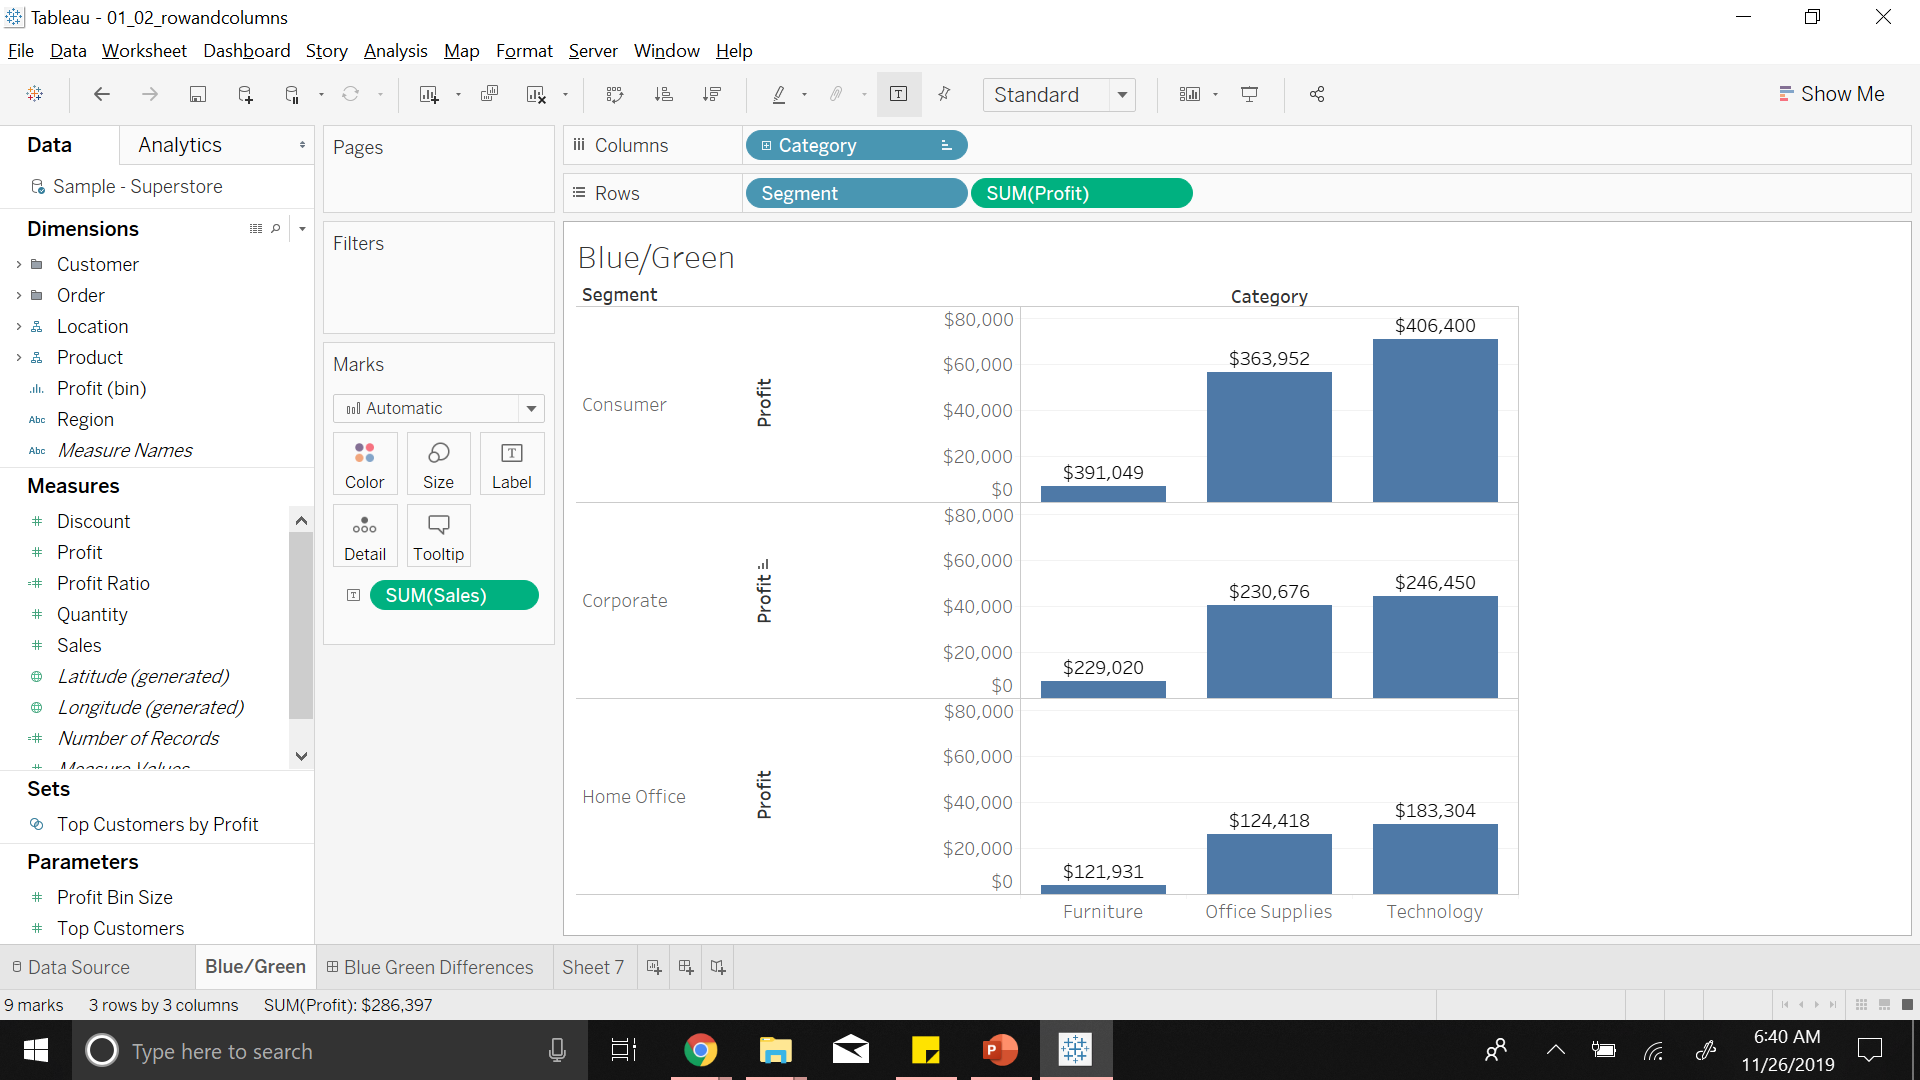 Tableau - 01_02_rowandcolumns
File Data Worksheet Dashboard Story Analysis Map Format Server Window Help
Standard
Show Me
Data Analytics
Sample - Superstore
Dimensions
Customer
Order
Location
Product
Profit (bin)
Abc Region
Abc Measure Names
Measures
Discount
Profit
Profit Ratio
Quantity
Sales
Latitude (generated)
Longitude (generated)
Number of Records
Measure Values
Sets
Top Customers by Profit
Parameters
Profit Bin Size
Top Customers
Pages
Filters
Marks
Automatic
Color Size Label
Detail Tooltip
SUM(Sales)
Columns Category
Rows Segment SUM(Profit)
Blue/Green
Segment
Category
Consumer
Profit
$80,000
$60,000
$40,000
$20,000
$0
$391,049
$363,952
$406,400
Corporate
Profit
$80,000
$60,000
$40,000
$20,000
$0
$229,020
$230,676
$246,450
Home Office
Profit
$80,000
$60,000
$40,000
$20,000
$0
$121,931
$124,418
$183,304
Furniture Office Supplies Technology
Data Source Blue/Green Blue Green Differences Sheet 7
9 marks 3 rows by 3 columns SUM(Profit): $286,397
Type here to search
6:40 AM
11/26/2019